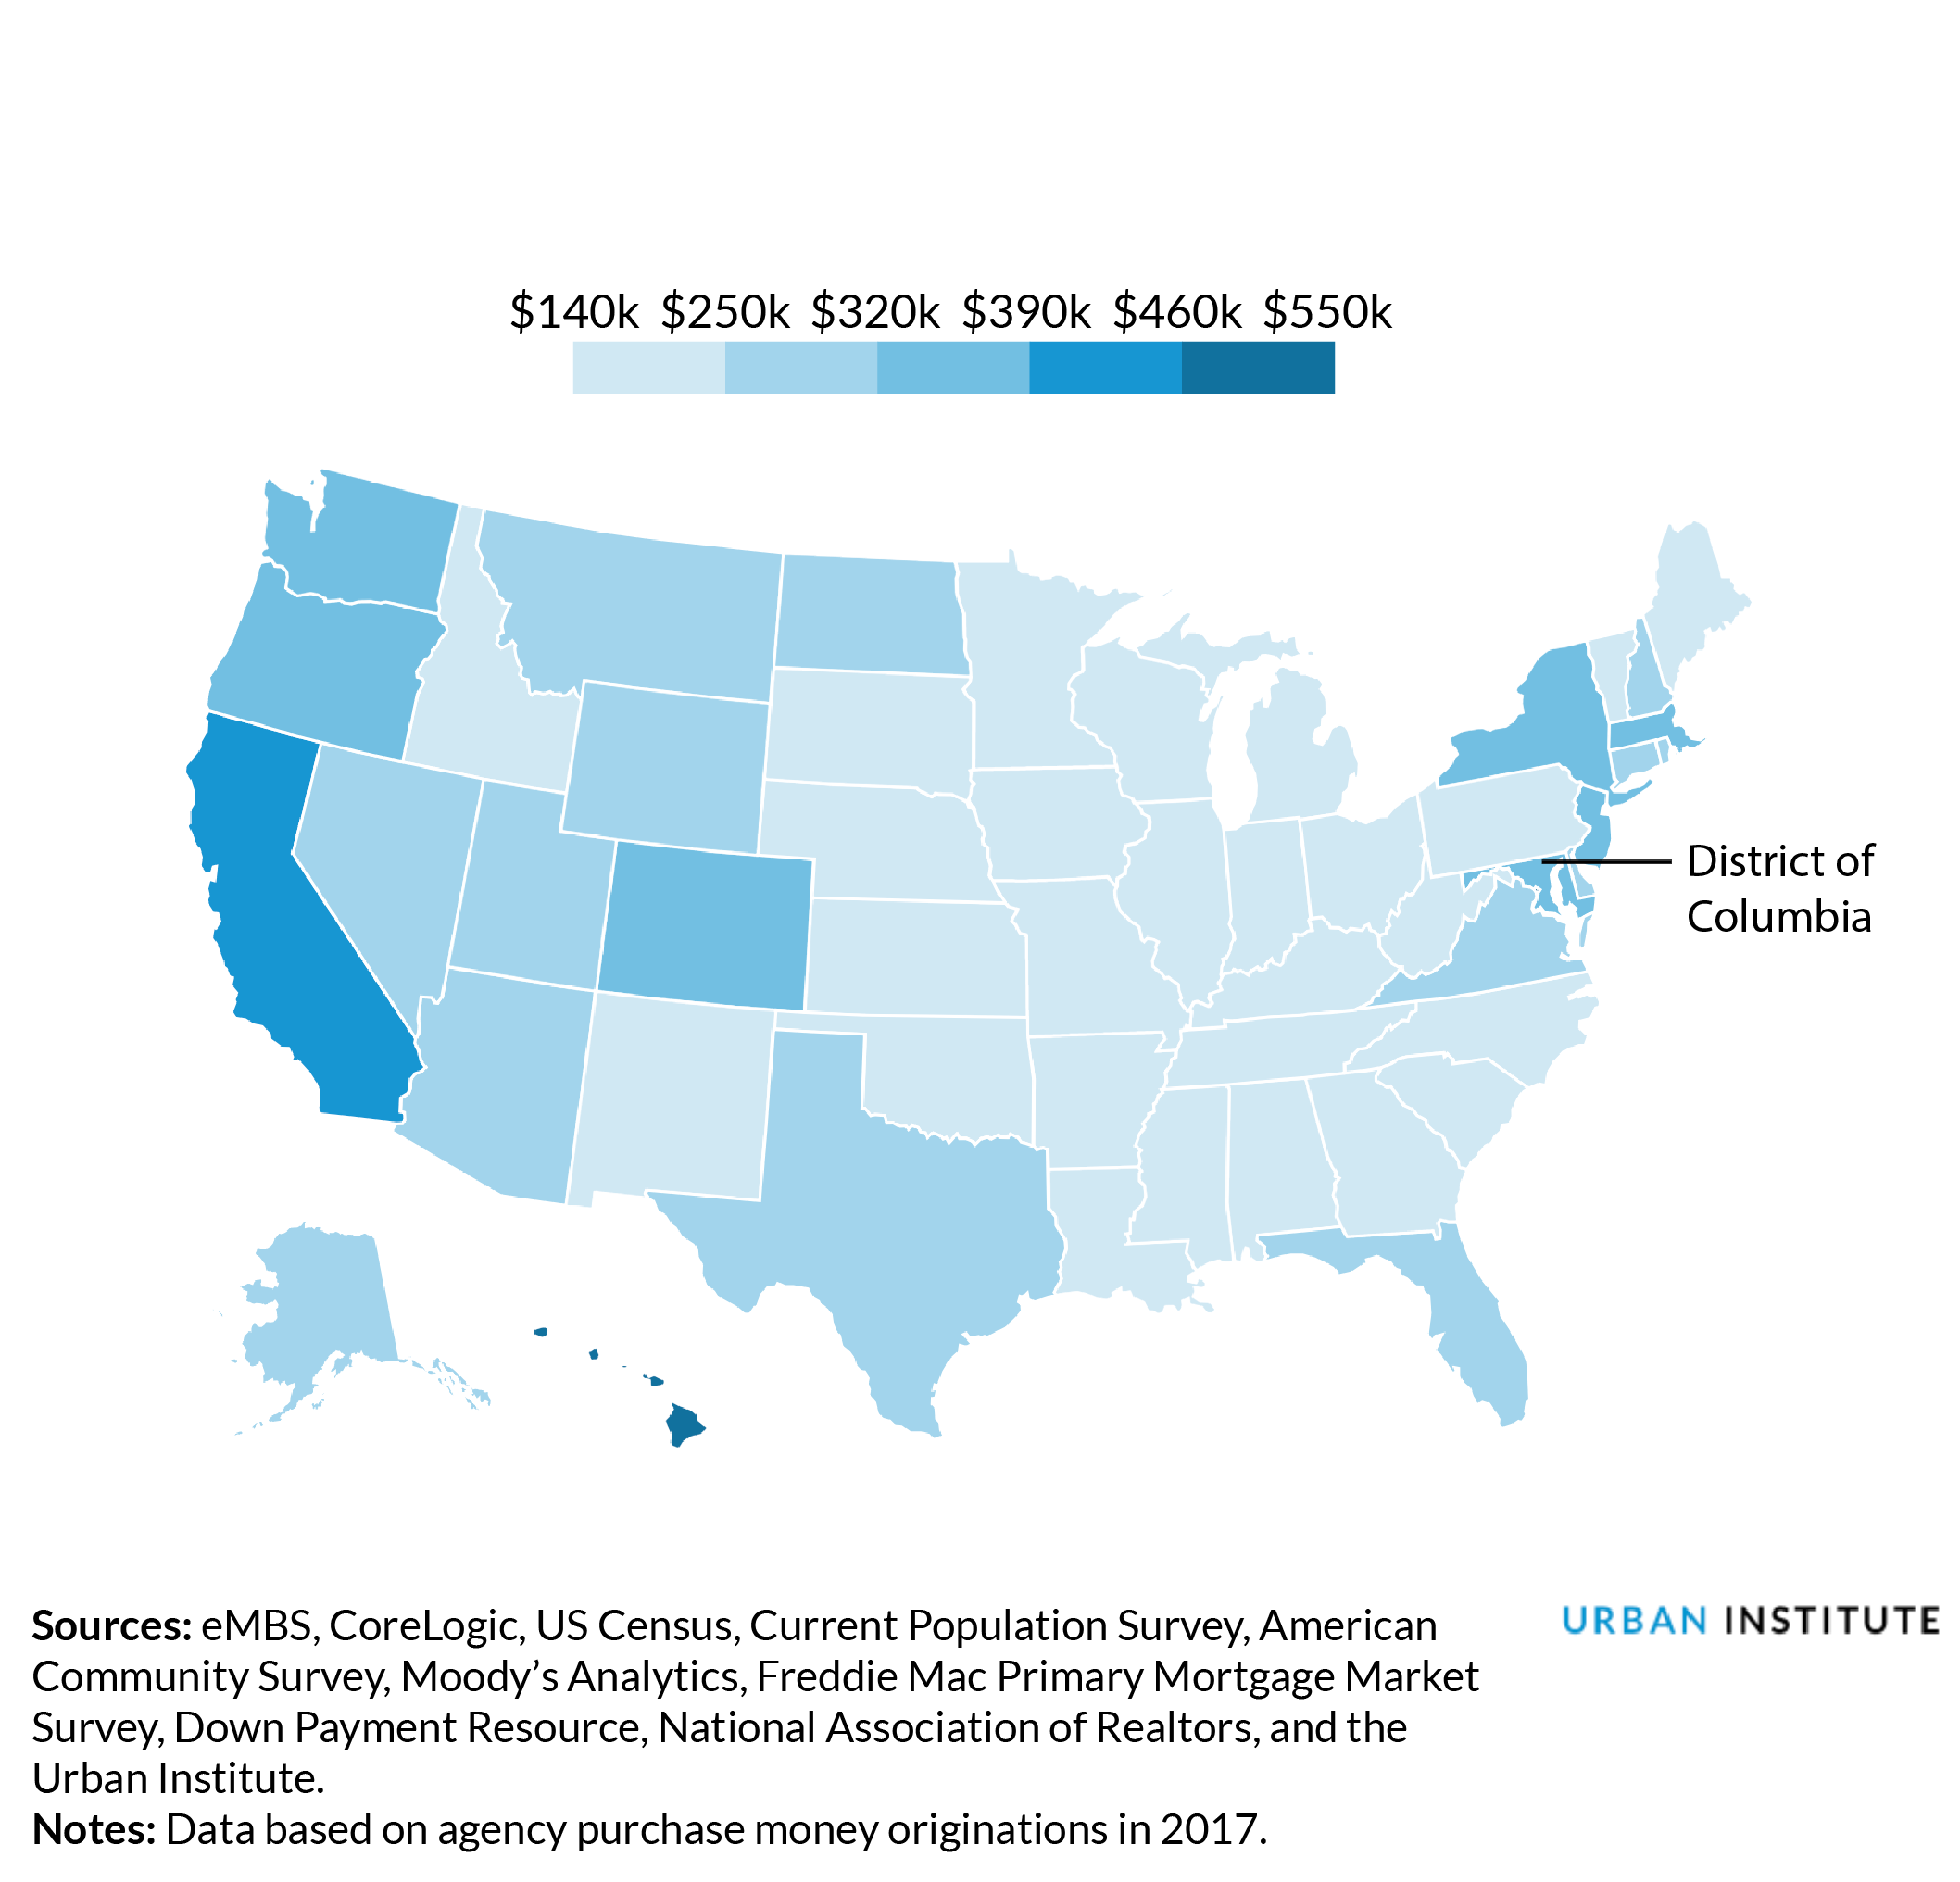 $140k $250k $320k $390k $460k $550k
District of
Columbia
Sources: eMBS, CoreLogic, US Census, Current Population Survey, American
Community Survey, Moody’s Analytics, Freddie Mac Primary Mortgage Market
Survey, Down Payment Resource, National Association of Realtors, and the
Urban Institute.
Notes: Data based on agency purchase money originations in 2017.
URBAN INSTITUTE